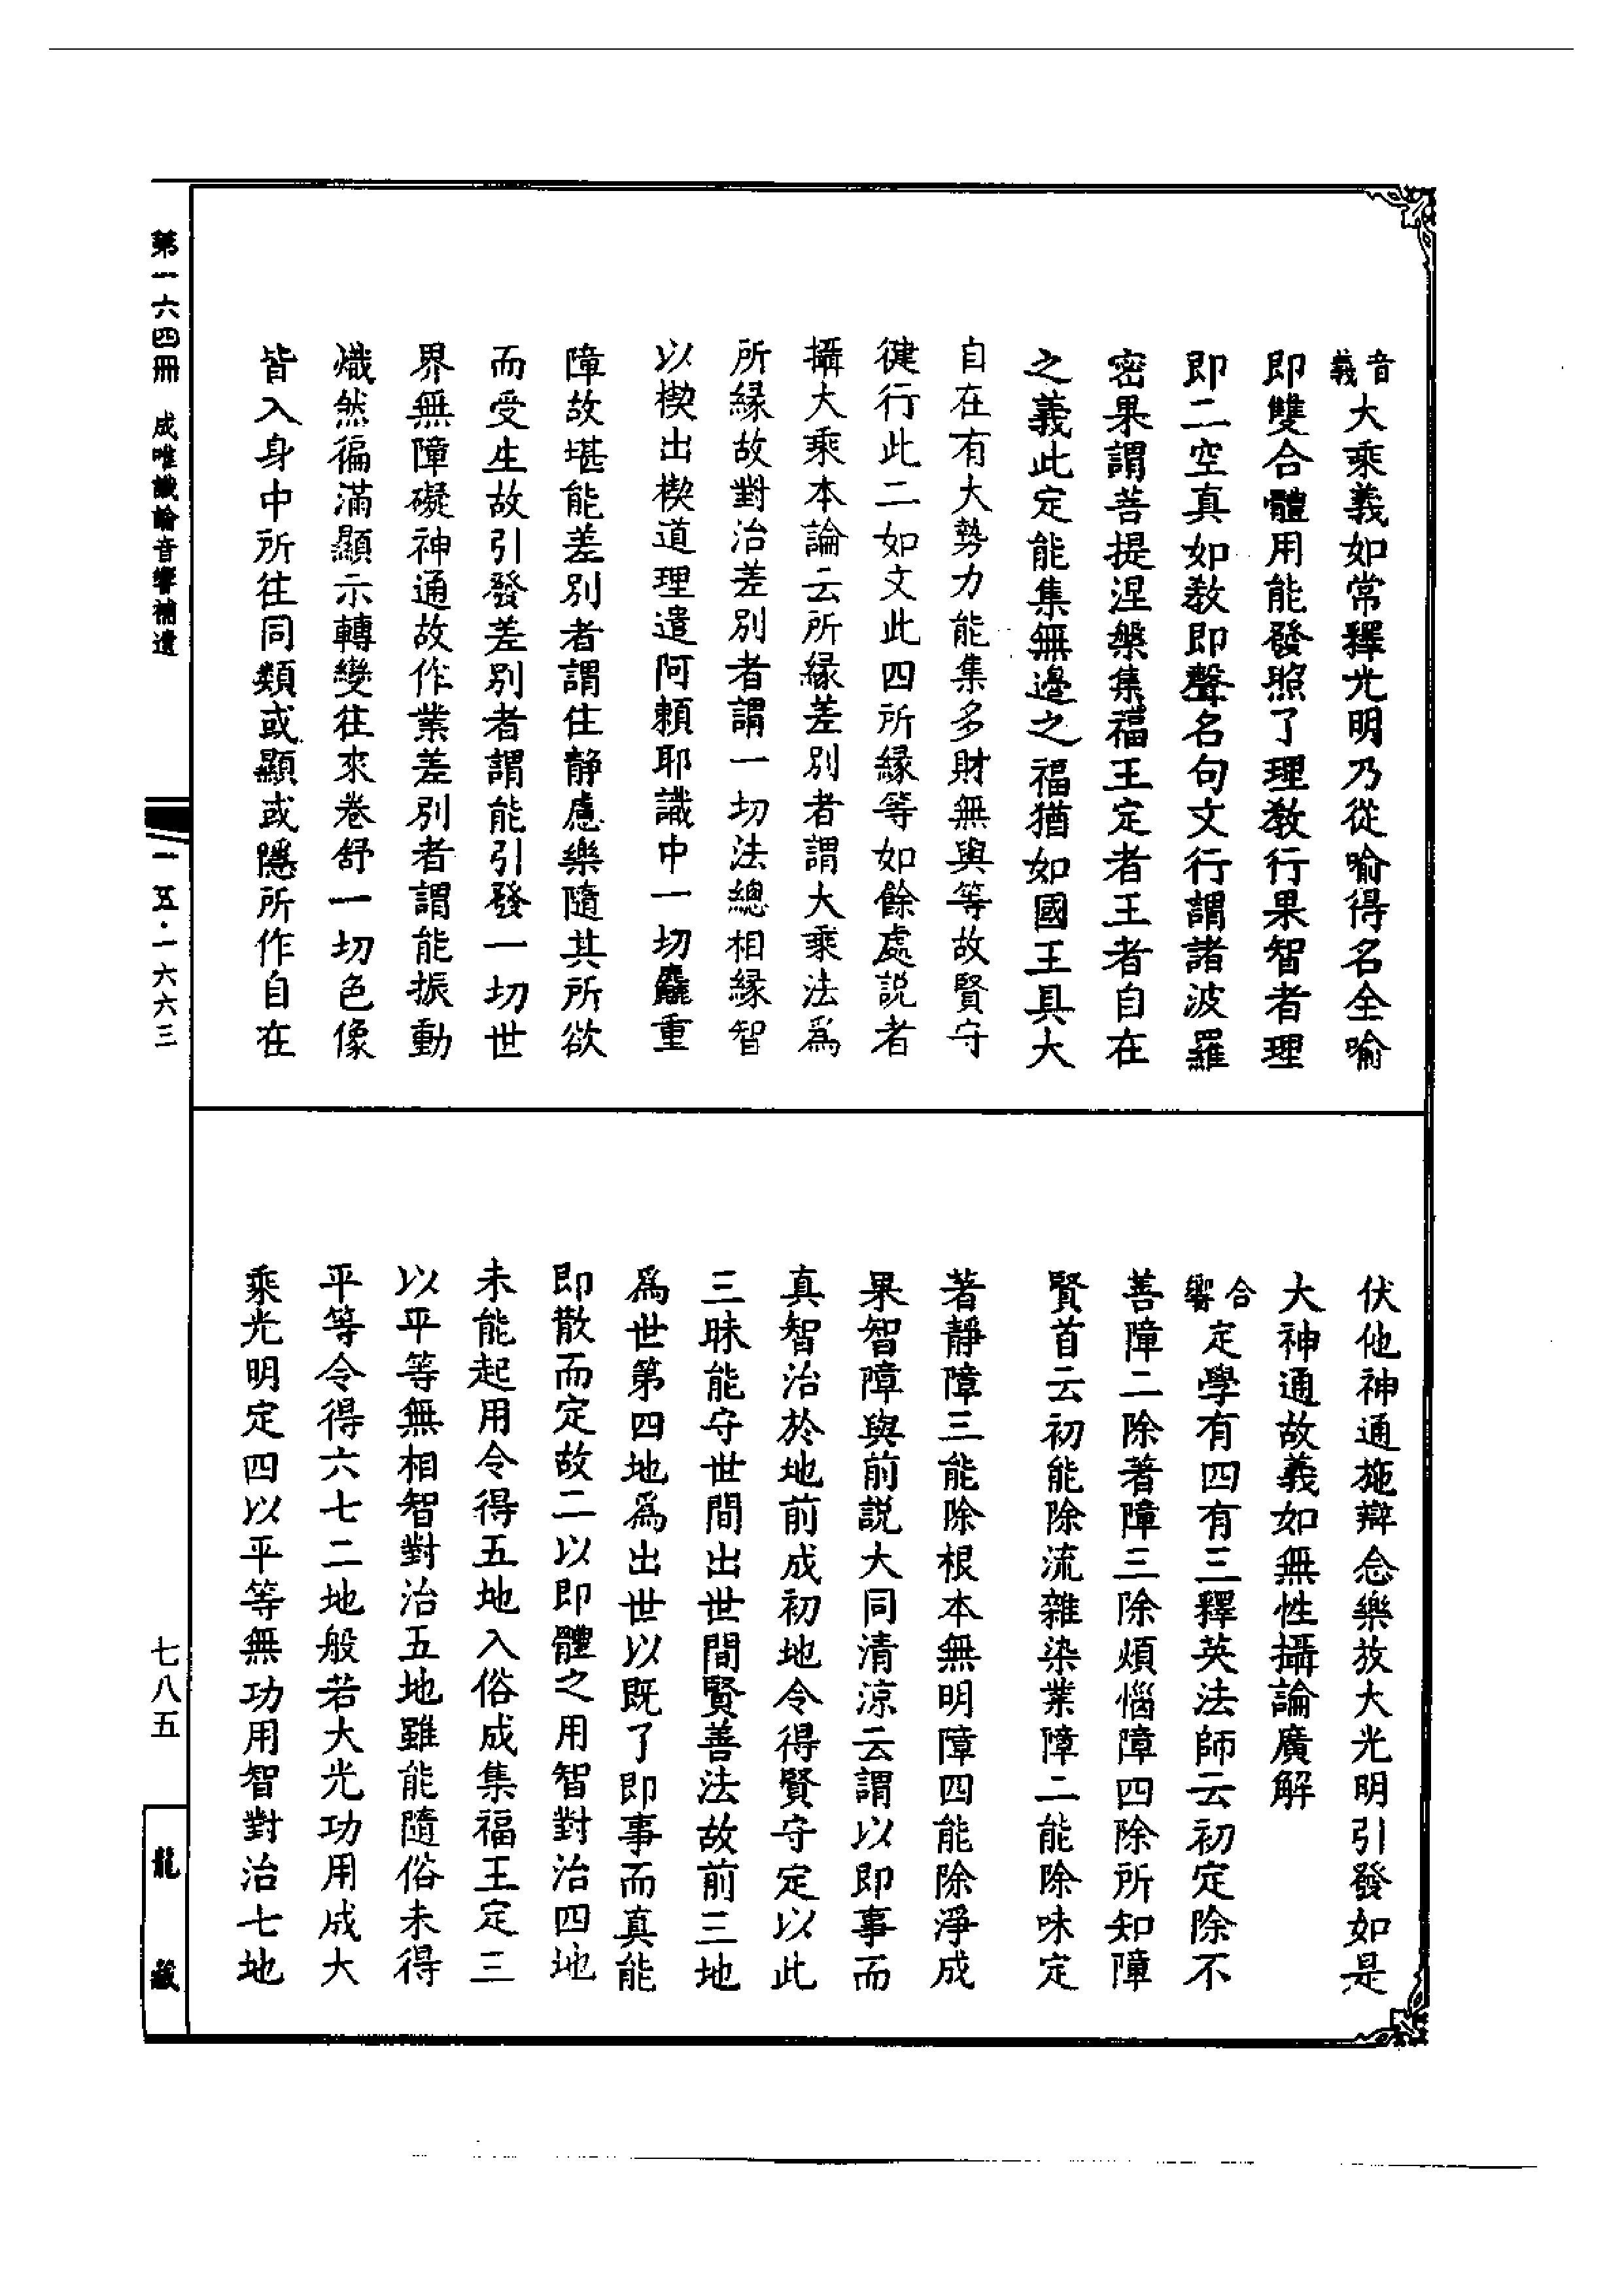 音義大乘義如常釋光明乃從喻得名全喻
即雙合體用能發照了理教行果智者理
即二空真如教即聲名句文行謂諸波羅
密果謂菩提涅槃集福王定者王者自在
之義此定能集無邊之福猶如國王具大
自在有大勢力能集多財無與等故賢守
健行此二如文此四所緣等如餘處説者
攝大乘本論云所緣差別者謂大乘法爲
所緣故對治差別者謂一切法總相緣智
以楔出楔道理遣阿賴耶識中一切麤重
障故堪能差別者謂住靜慮樂隨其所欲
而受生故引發差別者謂能引發一切世
界無障礙神通故作業差別者謂能振動
熾然徧滿顯示轉變往來卷舒一切色像
皆入身中所往同類或顯或隱所作自在
伏他神通施辯念樂放大光明引發如是
大神通故義如無性攝論廣解
合響定學有四有三釋英法師云初定除不
善障二除著障三除煩惱障四除所知障
賢首云初能除流雜染業障二能除味定
著靜障三能除根本無明障四能除淨成
果智障與前説大同清涼云謂以即事而
真智治於地前成初地令得賢守定以此
三昧能守世間出世間賢善法故前三地
爲世第四地爲出世以既了即事而真能
即散而定故二以即體之用智對治四地
未能起用令得五地入俗成集福王定三
以平等無相智對治五地雖能隨俗未得
平等令得六七二地般若大光功用成大
乘光明定四以平等無功用智對治七地
第一六四冊　成唯識論音響補遺
一五·一六六三
七八五
龍藏